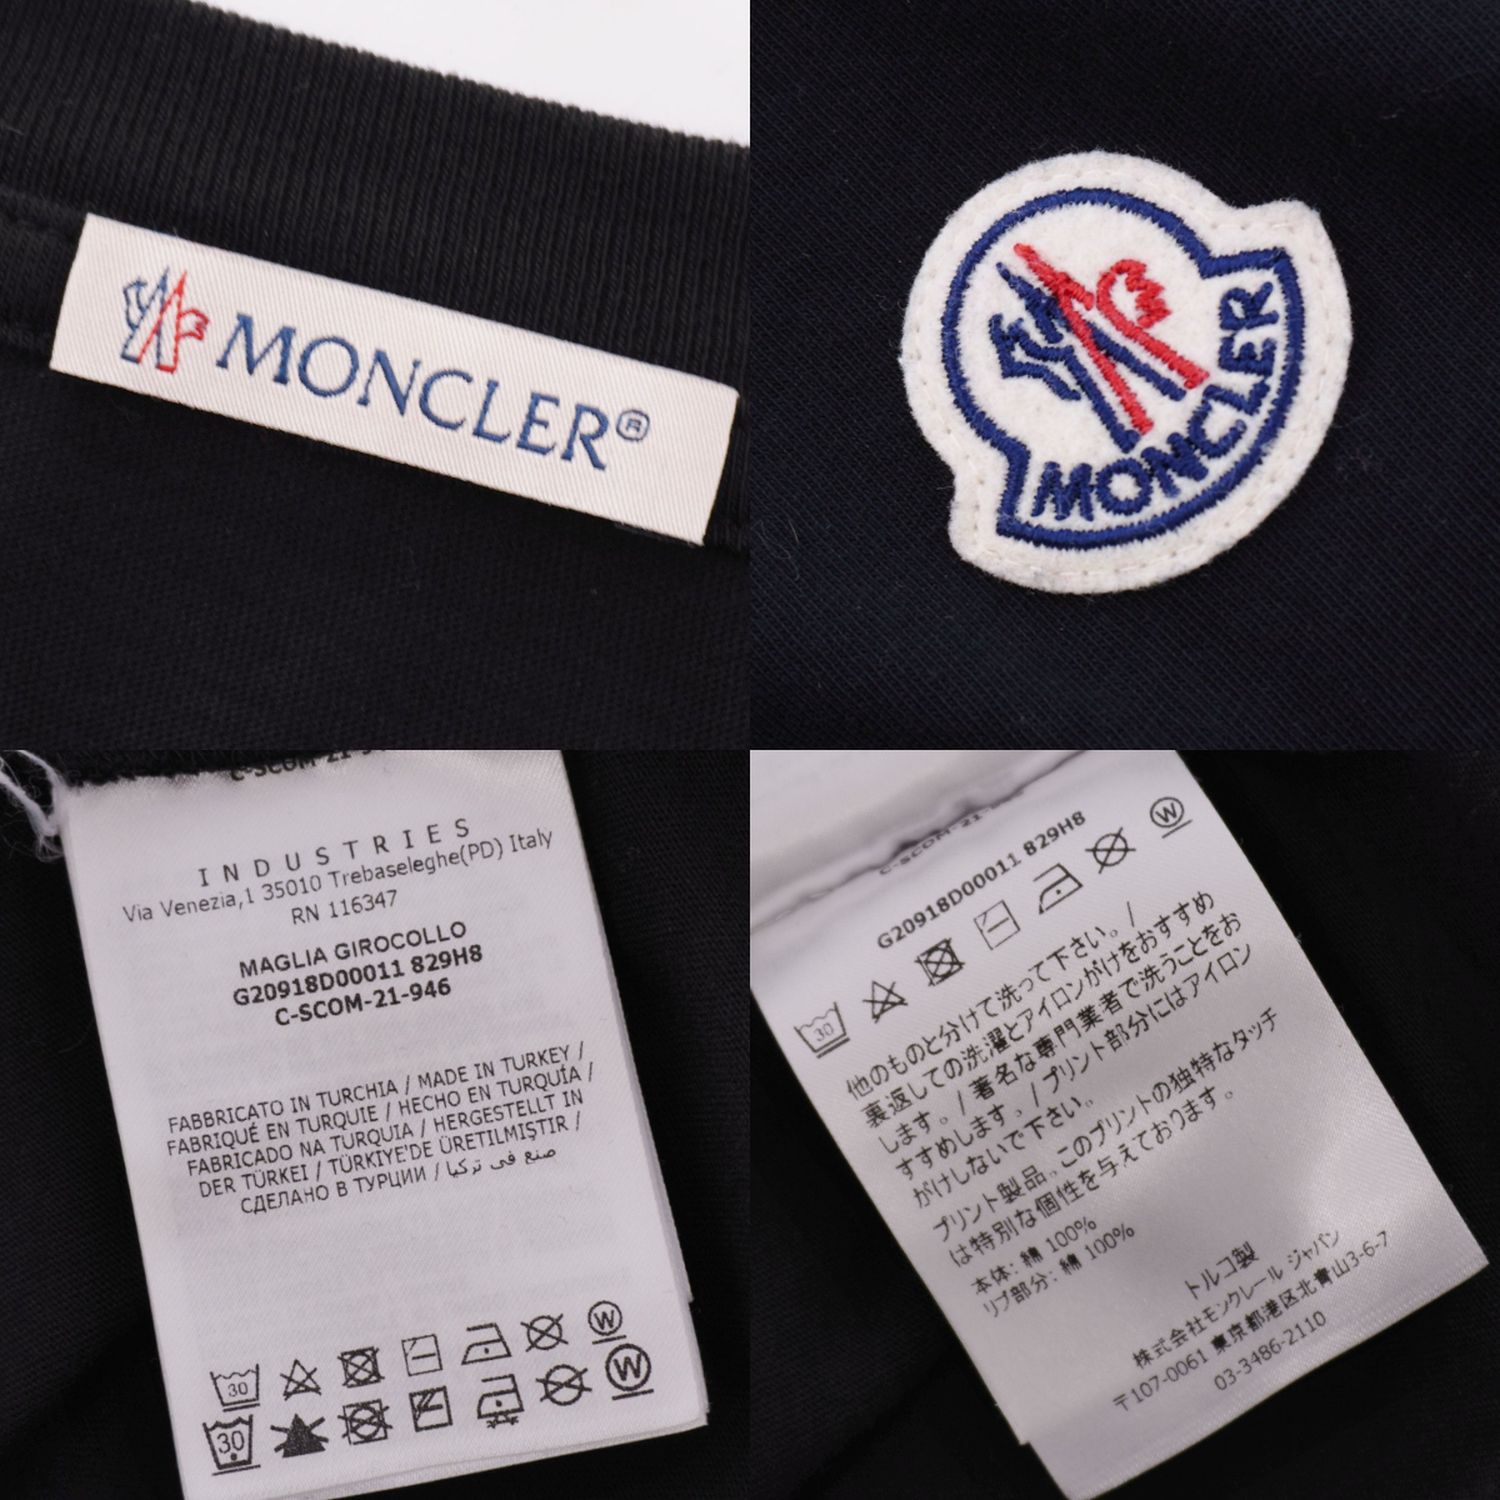 MONCLER®
MONCLER
C-SCOM-21-9
INDUSTRIES
Via Venezia,1 35010 Trebaseleghe(PD) Italy
RN 116347
MAGLIA GIROCOLLO
G20918D00011 829H8
C-SCOM-21-946
FABBRICATO IN TURCHIA / MADE IN TURKEY /
FABRIQUÉ EN TURQUIE / HECHO EN TURQUÍA /
FABRICADO NA TURQUIA / HERGESTELLT IN
DER TÜRKEI / TÜRKIYE'DE ÜRETILMIŞTIR /
СДЕЛАНО В ТУРЦИИ / صنع في تركيا
30
W
30
W
C-SCOM-21-
G20918D00011 829H8
30
W
他のものと分けて洗って下さい。/
裏返しての洗濯とアイロンがけをおすすめ
します。/ 著名な専門業者で洗うことをお
すすめします。/ プリント部分にはアイロン
がけしないで下さい。
プリント製品。このプリントの独特なタッチ
は特別な個性を与えております。
本体: 綿 100%
リブ部分: 綿 100%
トルコ製
株式会社モンクレール ジャパン
〒107-0061 東京都港区北青山3-6-7
03-3486-2110